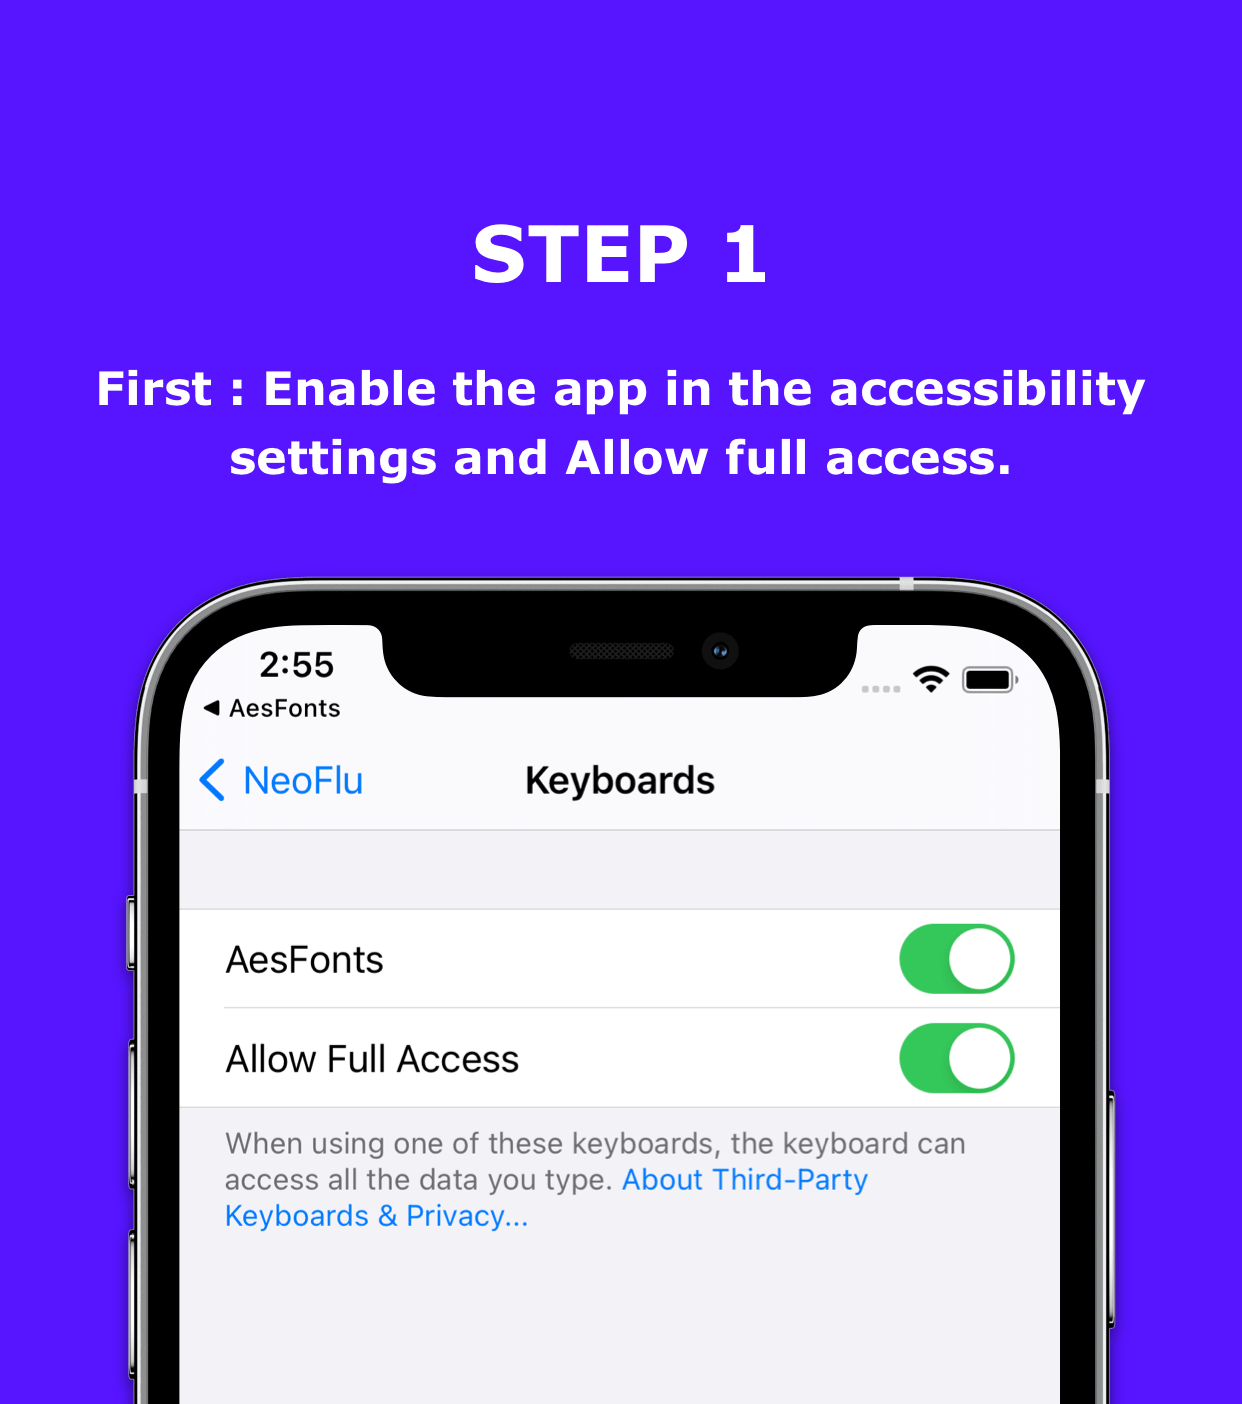 STEP 1
First : Enable the app in the accessibility
settings and Allow full access.
2:55
◀ AesFonts
NeoFlu
Keyboards
AesFonts
Allow Full Access
When using one of these keyboards, the keyboard can
access all the data you type. About Third-Party
Keyboards & Privacy...